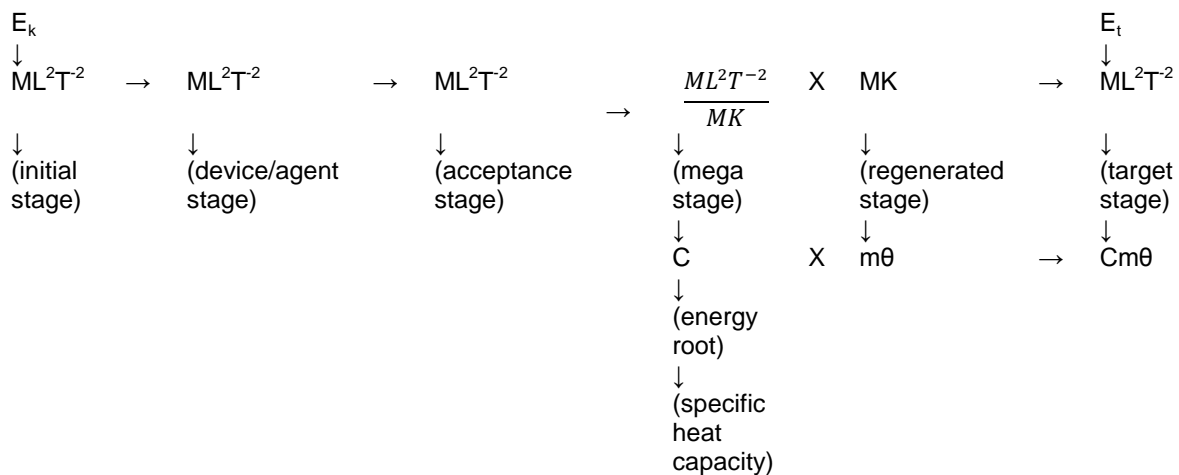 Eₖ Eₜ
↓ ↓
ML²T⁻² → ML²T⁻² → ML²T⁻² → ML²T⁻²/MK X MK → ML²T⁻²
↓ ↓ ↓ ↓ ↓ ↓
(initial (device/agent (acceptance (mega (regenerated (target
stage) stage) stage) stage) stage) stage)
↓ ↓ ↓
C X mθ → Cmθ
↓
(energy
root)
↓
(specific
heat
capacity)